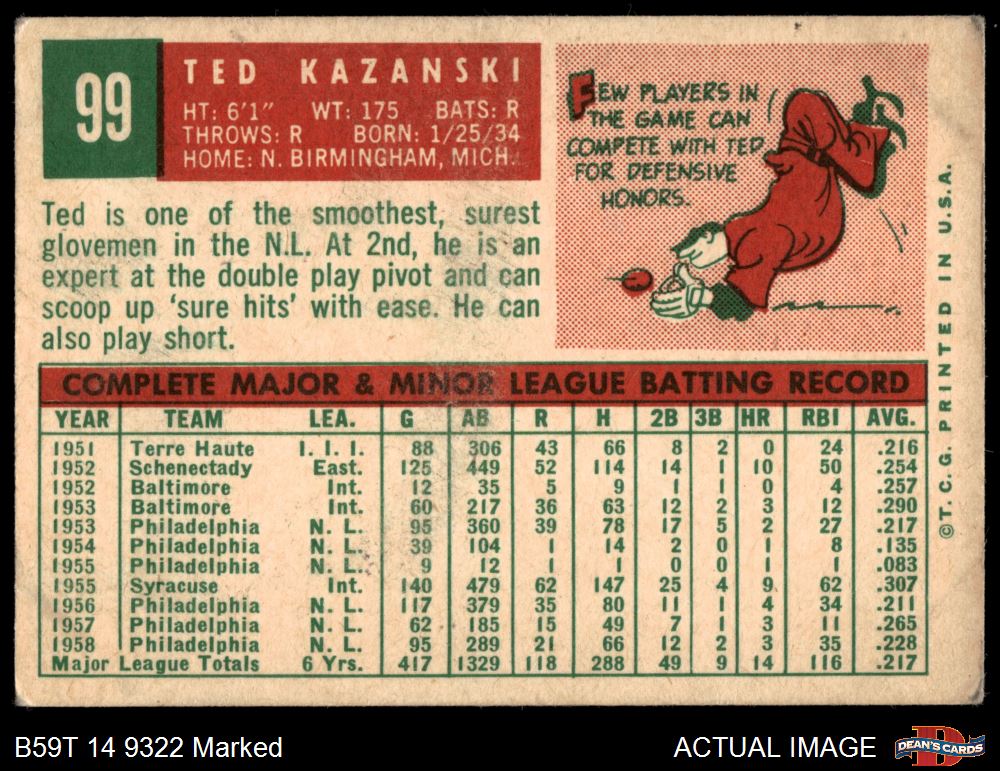 99
TED KAZANSKI
HT: 6'1" WT: 175 BATS: R
THROWS: R BORN: 1/25/34
HOME: N. BIRMINGHAM, MICH.
Ted is one of the smoothest, surest
glovemen in the N.L. At 2nd, he is an
expert at the double play pivot and can
scoop up 'sure hits' with ease. He can
also play short.
FEW PLAYERS IN
THE GAME CAN
COMPETE WITH TED
FOR DEFENSIVE
HONORS.
COMPLETE MAJOR & MINOR LEAGUE BATTING RECORD
YEAR TEAM LEA. G AB R H 2B 3B HR RBI AVG.
1951 Terre Haute I. I. I. 88 306 43 66 8 2 0 24 .216
1952 Schenectady East. 125 449 52 114 14 1 10 50 .254
1952 Baltimore Int. 12 35 5 9 1 1 0 4 .257
1953 Baltimore Int. 60 217 36 63 12 2 3 12 .290
1953 Philadelphia N. L. 95 360 39 78 17 5 2 27 .217
1954 Philadelphia N. L. 39 104 1 14 2 0 1 8 .135
1955 Philadelphia N. L. 9 12 1 1 0 0 1 1 .083
1955 Syracuse Int. 140 479 62 147 25 4 9 62 .307
1956 Philadelphia N. L. 117 379 35 80 11 1 4 34 .211
1957 Philadelphia N. L. 62 185 15 49 7 1 3 11 .265
1958 Philadelphia N. L. 95 289 21 66 12 2 3 35 .228
Major League Totals 6 Yrs. 417 1329 118 288 49 9 14 116 .217
©T. C. G. PRINTED IN U.S.A.
B59T 14 9322 Marked
ACTUAL IMAGE
DEAN'S CARDS